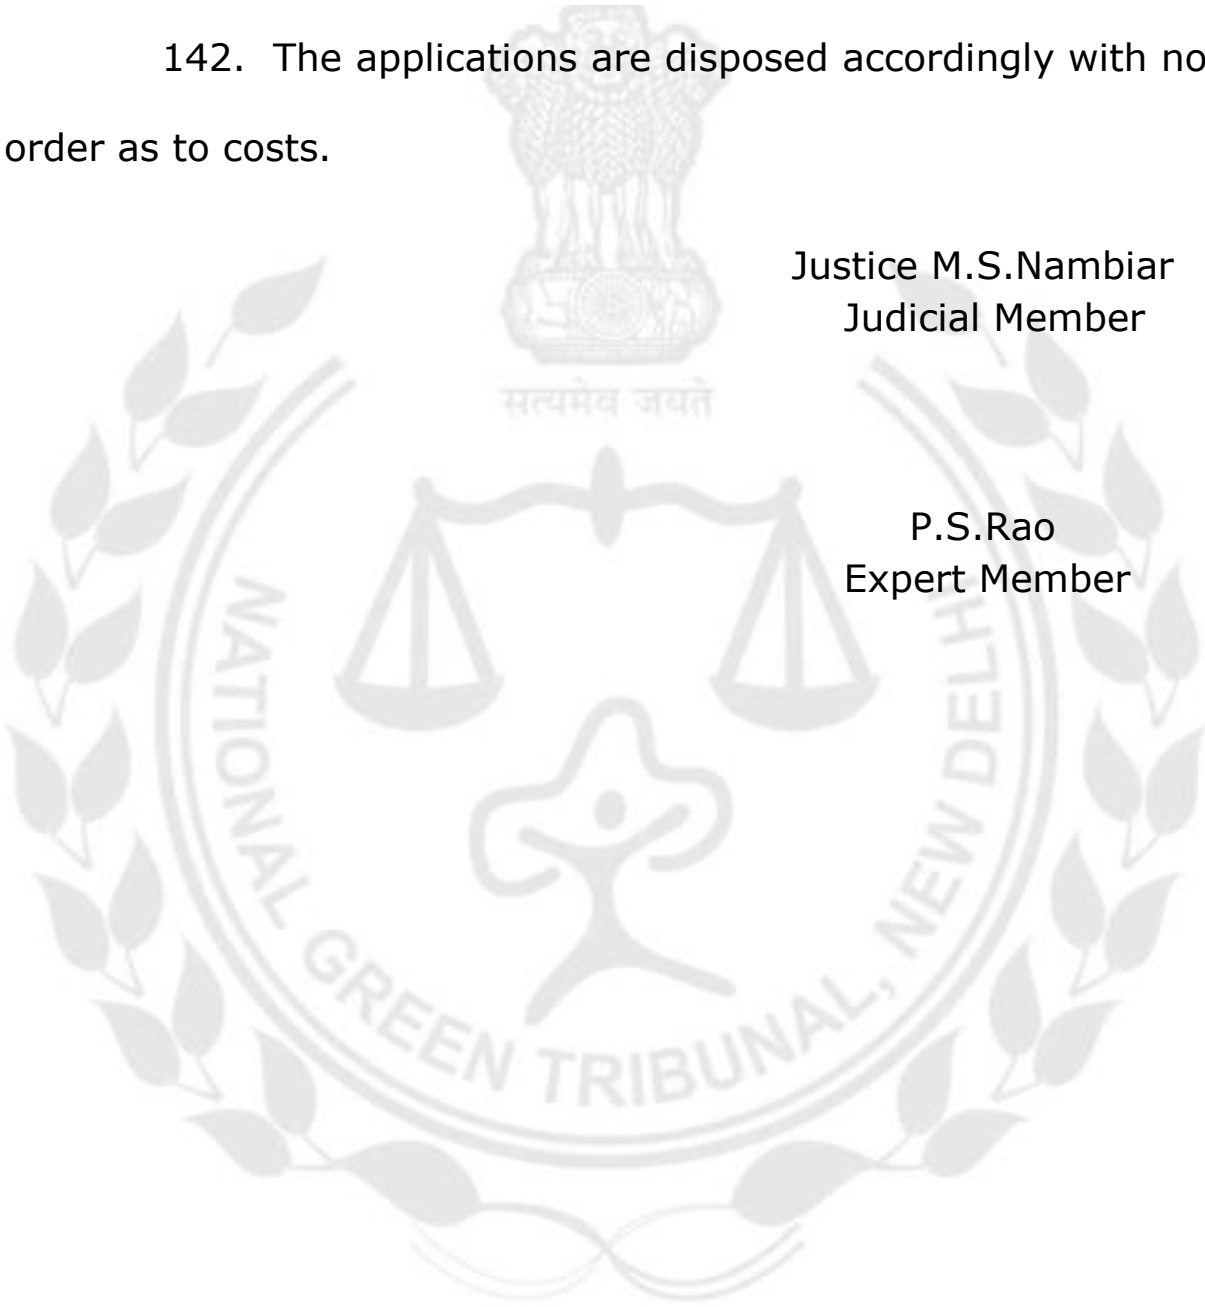 142. The applications are disposed accordingly with no
order as to costs.
Justice M.S.Nambiar
Judicial Member
सत्यमेव जयते
P.S.Rao
Expert Member
NATIONAL GREEN TRIBUNAL, NEW DELHI